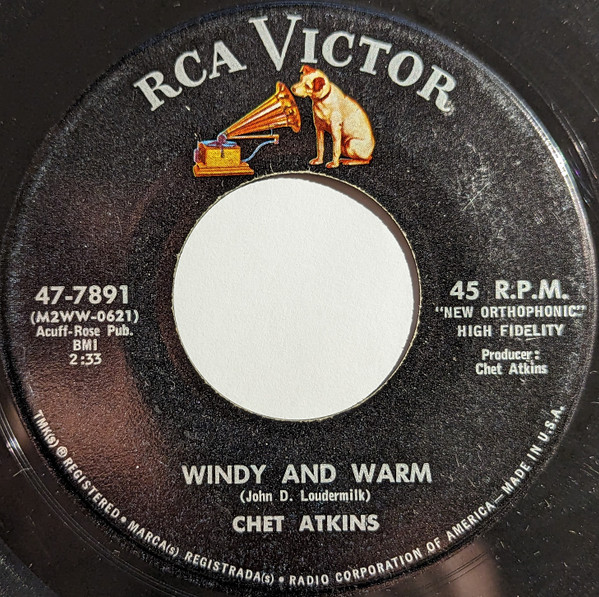 RCA VICTOR
47-7891
(M2WW-0621)
Acuff-Rose Pub.
BMI
2:33
45 R.P.M.
"NEW ORTHOPHONIC"
HIGH FIDELITY
Producer:
Chet Atkins
WINDY AND WARM
(John D. Loudermilk)
CHET ATKINS
TMK(s) ® REGISTERED • MARCA(s) REGISTRADA(s) • RADIO CORPORATION OF AMERICA—MADE IN U.S.A.